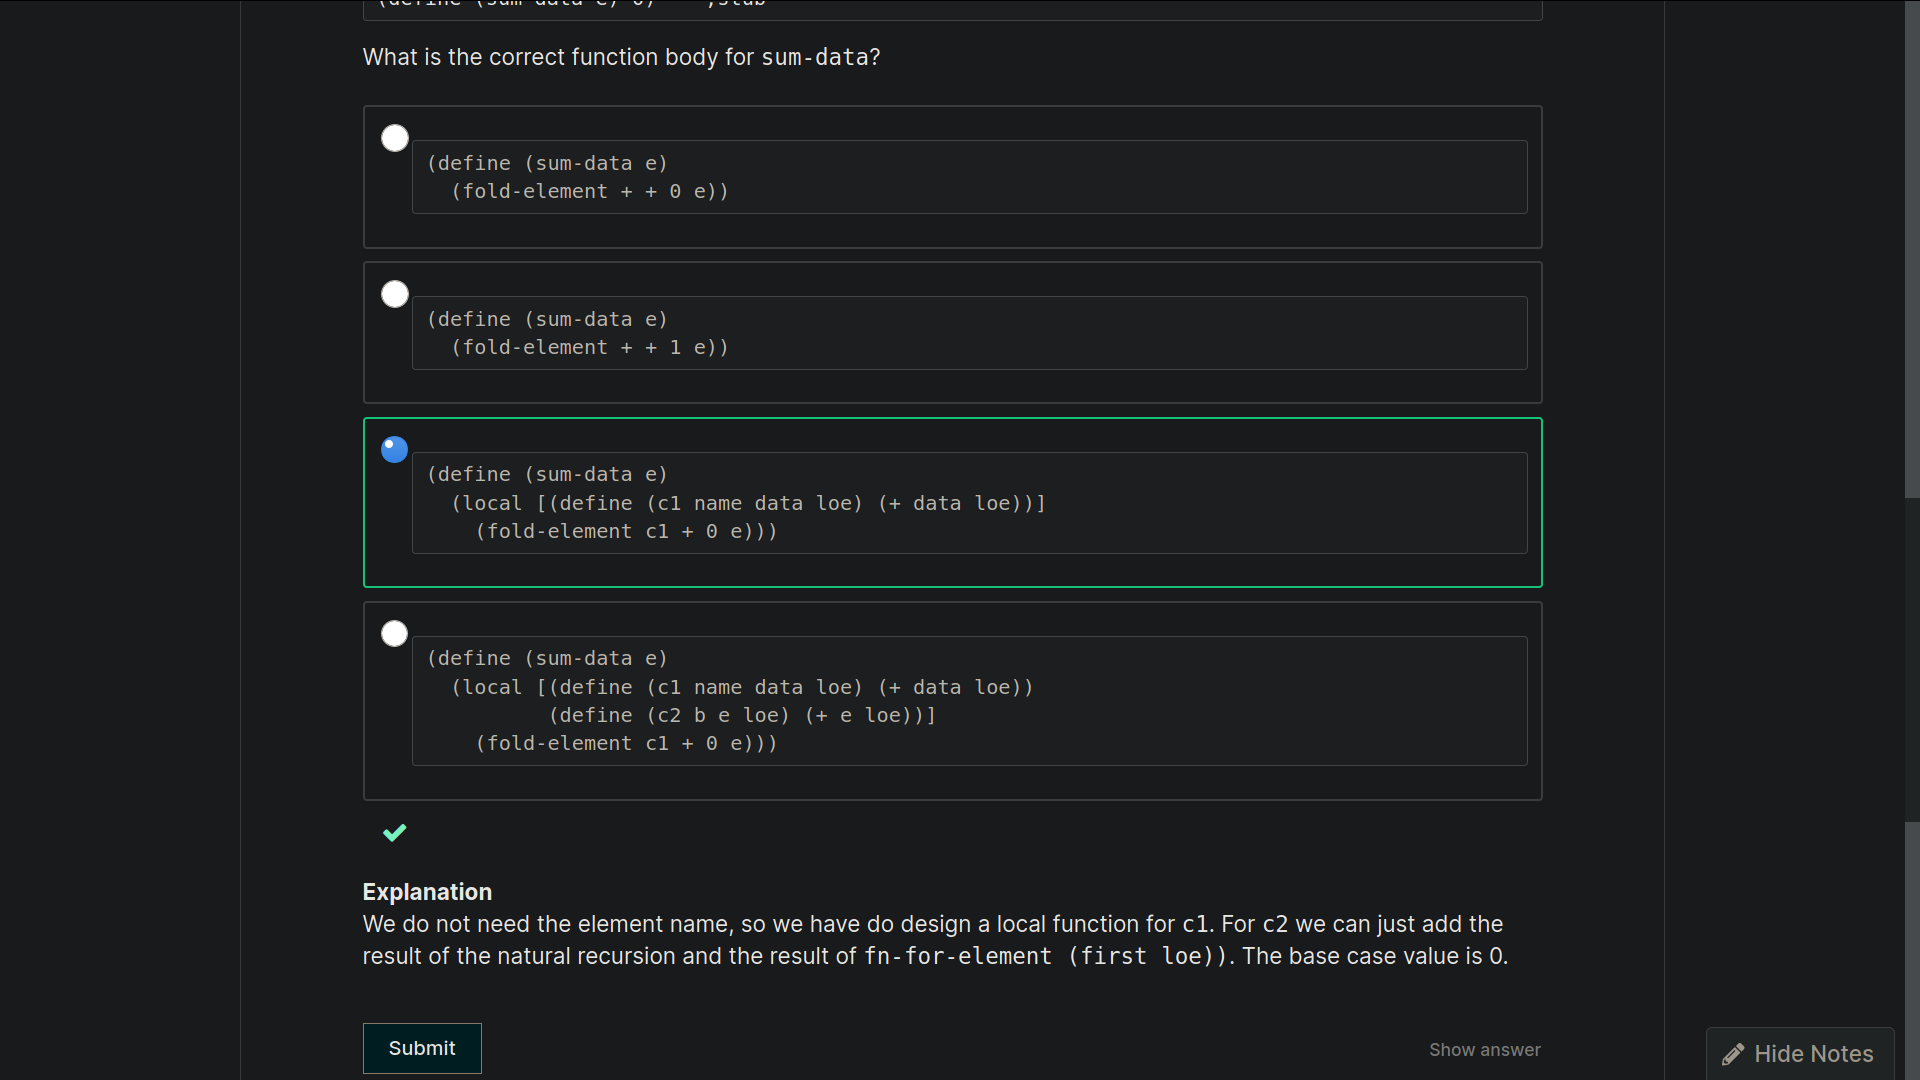 (define (sum-data e) 0) ;stub
What is the correct function body for sum-data?
(define (sum-data e)
(fold-element + + 0 e))
(define (sum-data e)
(fold-element + + 1 e))
(define (sum-data e)
(local [(define (c1 name data loe) (+ data loe))]
(fold-element c1 + 0 e)))
(define (sum-data e)
(local [(define (c1 name data loe) (+ data loe))
(define (c2 b e loe) (+ e loe))]
(fold-element c1 + 0 e)))
Explanation
We do not need the element name, so we have do design a local function for c1. For c2 we can just add the
result of the natural recursion and the result of fn-for-element (first loe)). The base case value is 0.
Submit
Show answer
Hide Notes